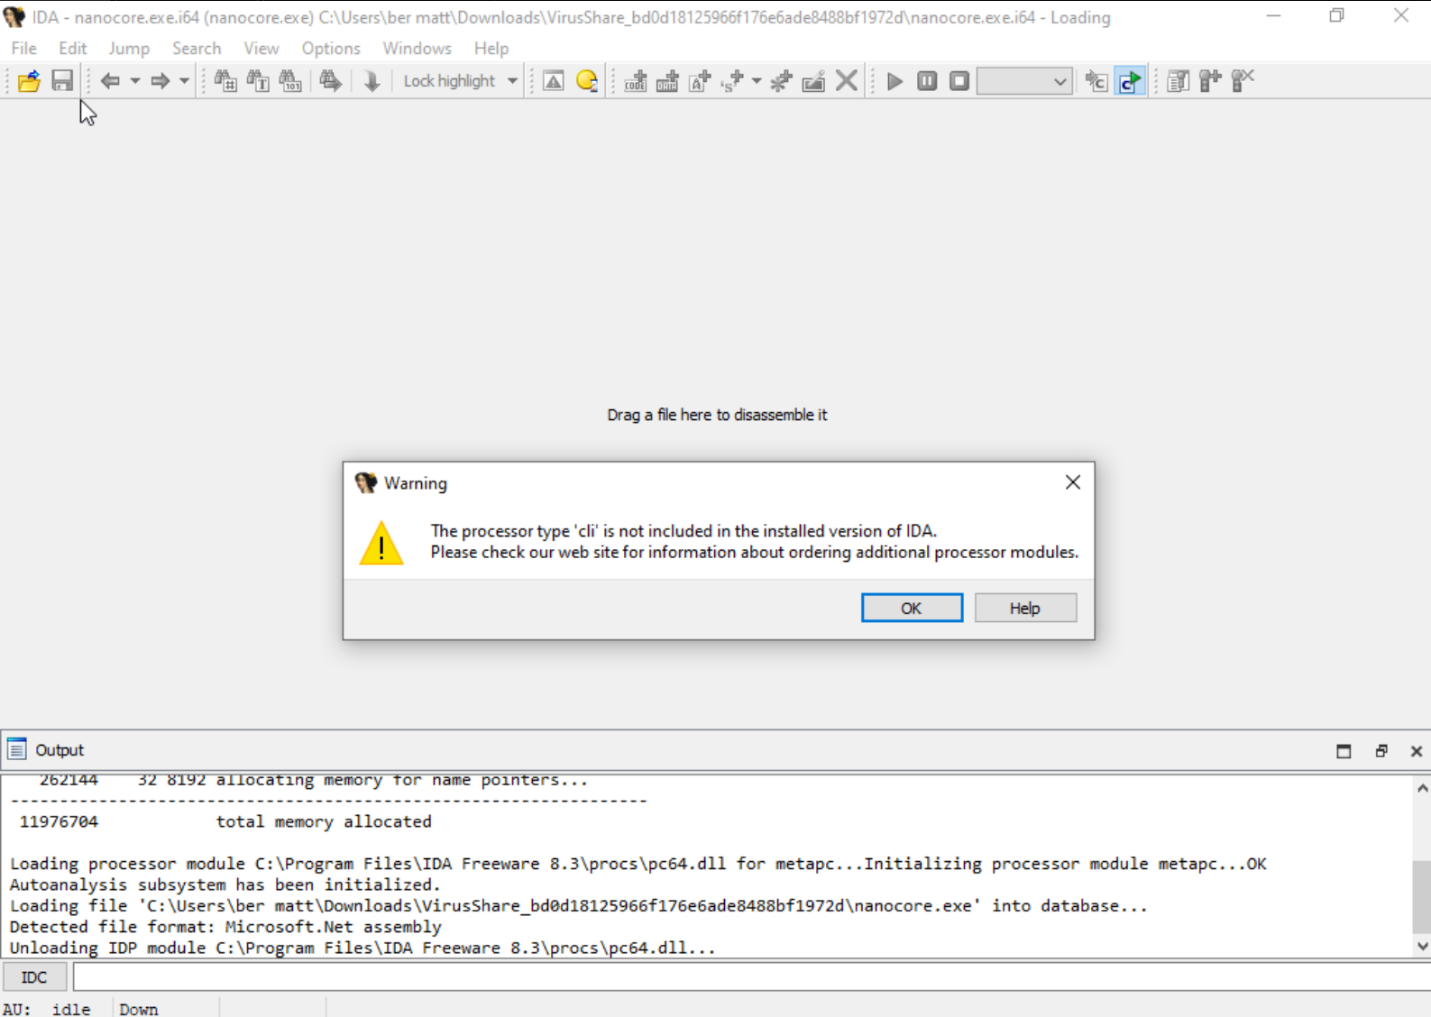 IDA - nanocore.exe.i64 (nanocore.exe) C:\Users\ber matt\Downloads\VirusShare_bd0d18125966f176e6ade8488bf1972d\nanocore.exe.i64 - Loading
File Edit Jump Search View Options Windows Help
Lock highlight
Drag a file here to disassemble it
Warning
The processor type 'cli' is not included in the installed version of IDA.
Please check our web site for information about ordering additional processor modules.
OK Help
Output
262144 32 8192 allocating memory for name pointers...
-----------------------------------------------------------------
11976704 total memory allocated
Loading processor module C:\Program Files\IDA Freeware 8.3\procs\pc64.dll for metapc...Initializing processor module metapc...OK
Autoanalysis subsystem has been initialized.
Loading file 'C:\Users\ber matt\Downloads\VirusShare_bd0d18125966f176e6ade8488bf1972d\nanocore.exe' into database...
Detected file format: Microsoft.Net assembly
Unloading IDP module C:\Program Files\IDA Freeware 8.3\procs\pc64.dll...
IDC
AU: idle Down